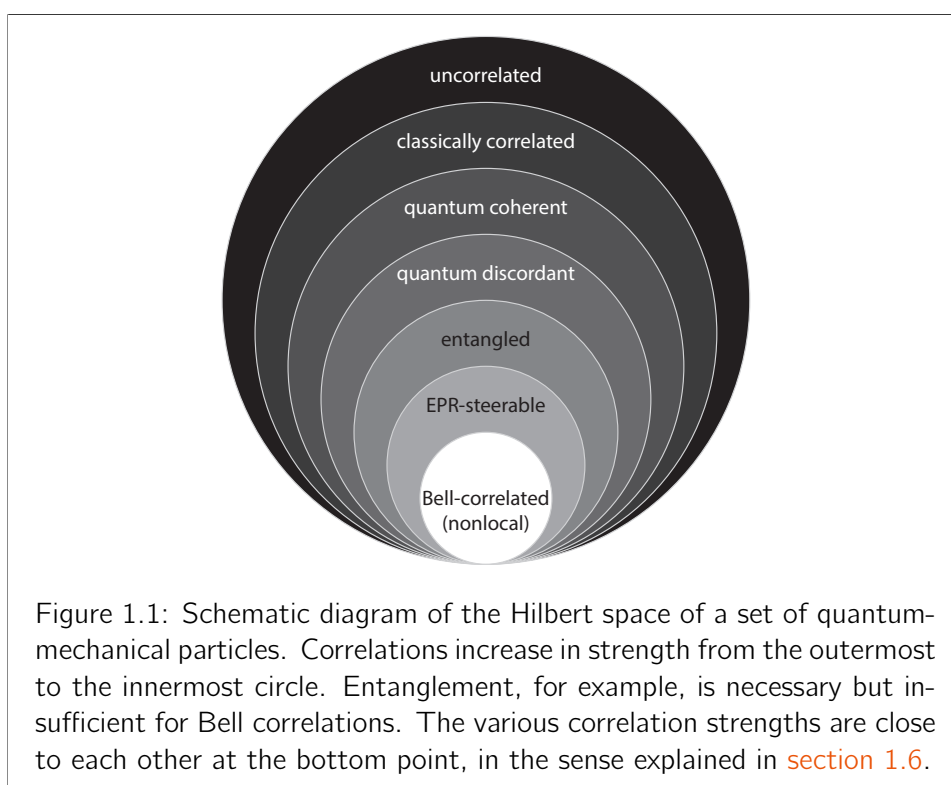 uncorrelated
classically correlated
quantum coherent
quantum discordant
entangled
EPR-steerable
Bell-correlated
(nonlocal)
Figure 1.1: Schematic diagram of the Hilbert space of a set of quantum-
mechanical particles. Correlations increase in strength from the outermost
to the innermost circle. Entanglement, for example, is necessary but in-
sufficient for Bell correlations. The various correlation strengths are close
to each other at the bottom point, in the sense explained in section 1.6.